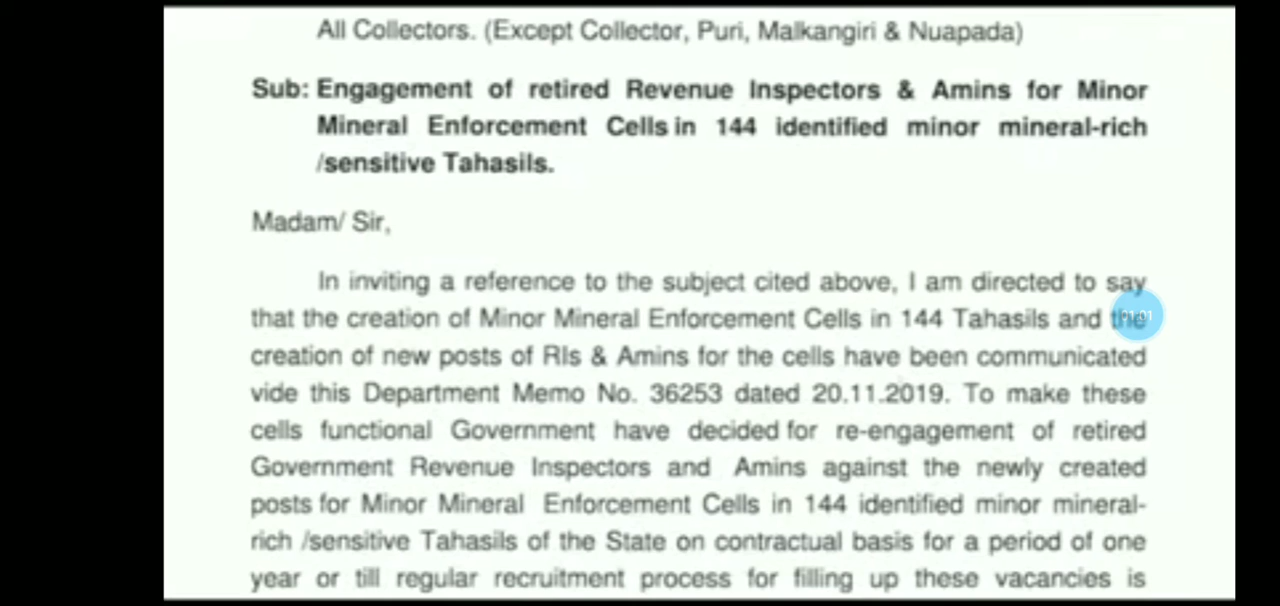 All Collectors. (Except Collector, Puri, Malkangiri & Nuapada)
Sub: Engagement of retired Revenue Inspectors & Amins for Minor
Mineral Enforcement Cells in 144 identified minor mineral-rich
/sensitive Tahasils.
Madam/ Sir,
In inviting a reference to the subject cited above, I am directed to say
that the creation of Minor Mineral Enforcement Cells in 144 Tahasils and the
01:01
creation of new posts of RIs & Amins for the cells have been communicated
vide this Department Memo No. 36253 dated 20.11.2019. To make these
cells functional Government have decided for re-engagement of retired
Government Revenue Inspectors and Amins against the newly created
posts for Minor Mineral Enforcement Cells in 144 identified minor mineral-
rich /sensitive Tahasils of the State on contractual basis for a period of one
year or till regular recruitment process for filling up these vacancies is